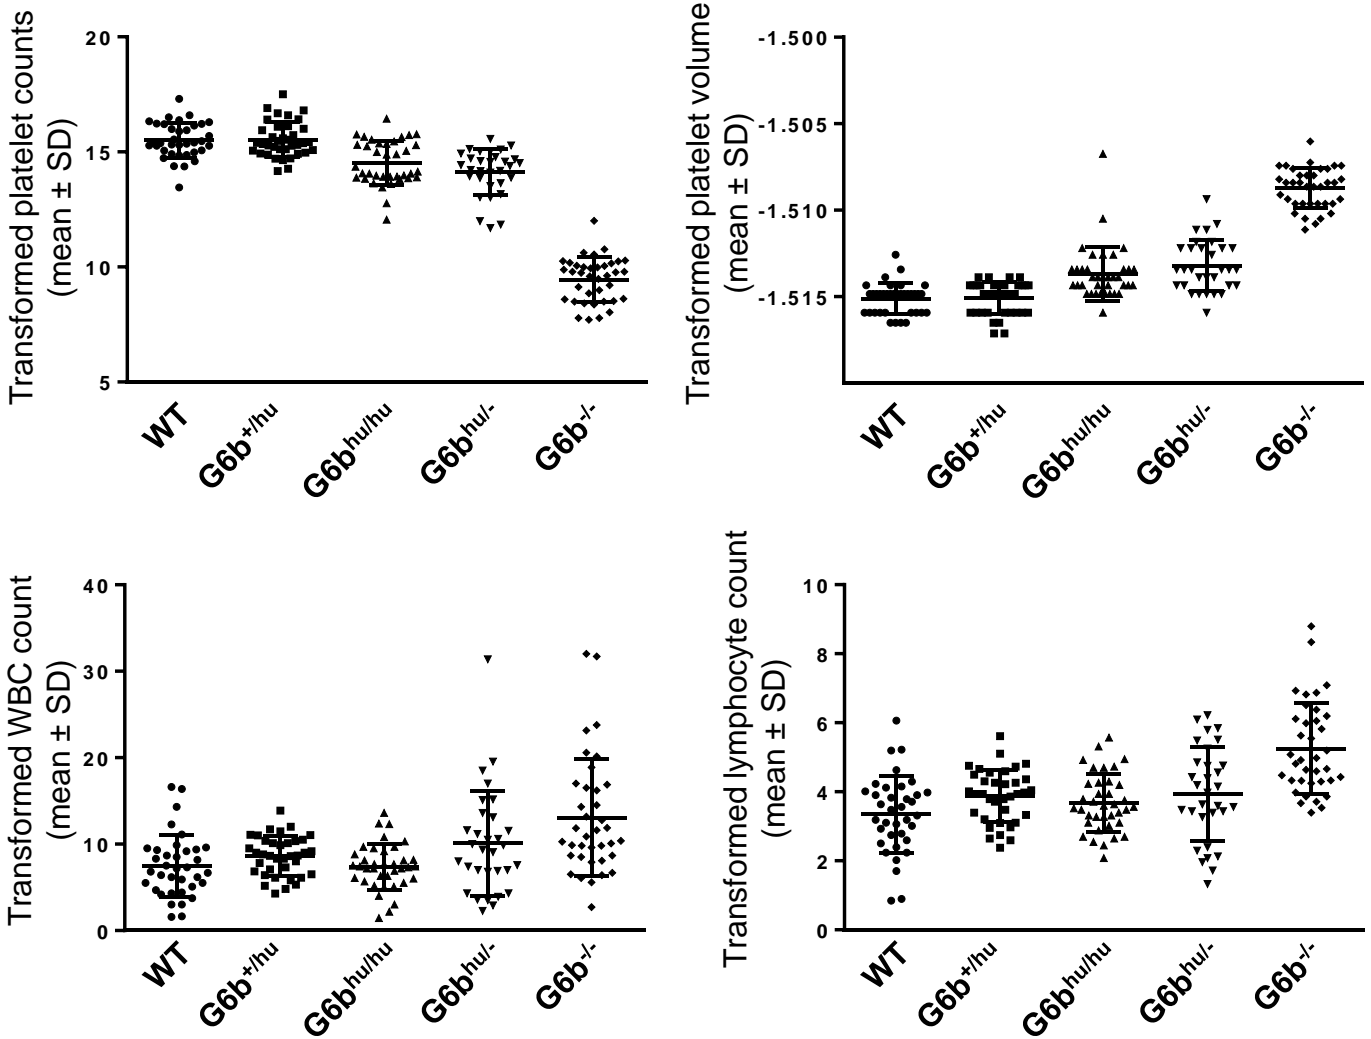 Transformed platelet counts
(mean ± SD)
20
15
10
5
WT
G6b+/hu
G6bhu/hu
G6bhu/-
G6b-/-
Transformed platelet volume
(mean ± SD)
-1.500
-1.505
-1.510
-1.515
WT
G6b+/hu
G6bhu/hu
G6bhu/-
G6b-/-
Transformed WBC count
(mean ± SD)
40
30
20
10
0
WT
G6b+/hu
G6bhu/hu
G6bhu/-
G6b-/-
Transformed lymphocyte count
(mean ± SD)
10
8
6
4
2
0
WT
G6b+/hu
G6bhu/hu
G6bhu/-
G6b-/-